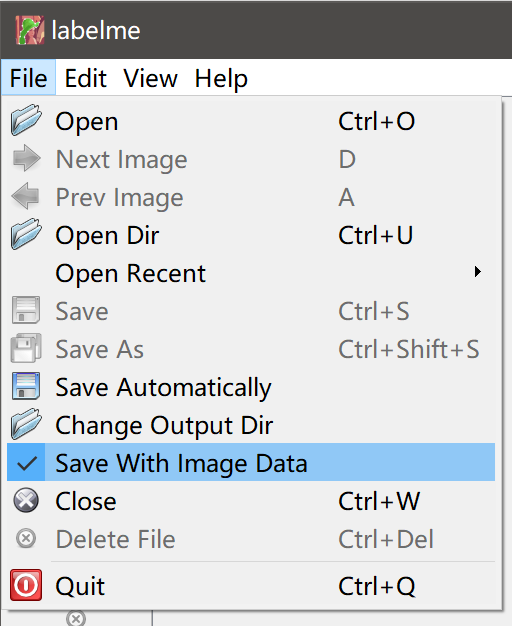 labelme
File Edit View Help
Open Ctrl+O
Next Image D
Prev Image A
Open Dir Ctrl+U
Open Recent
Save Ctrl+S
Save As Ctrl+Shift+S
Save Automatically
Change Output Dir
Save With Image Data
Close Ctrl+W
Delete File Ctrl+Del
Quit Ctrl+Q